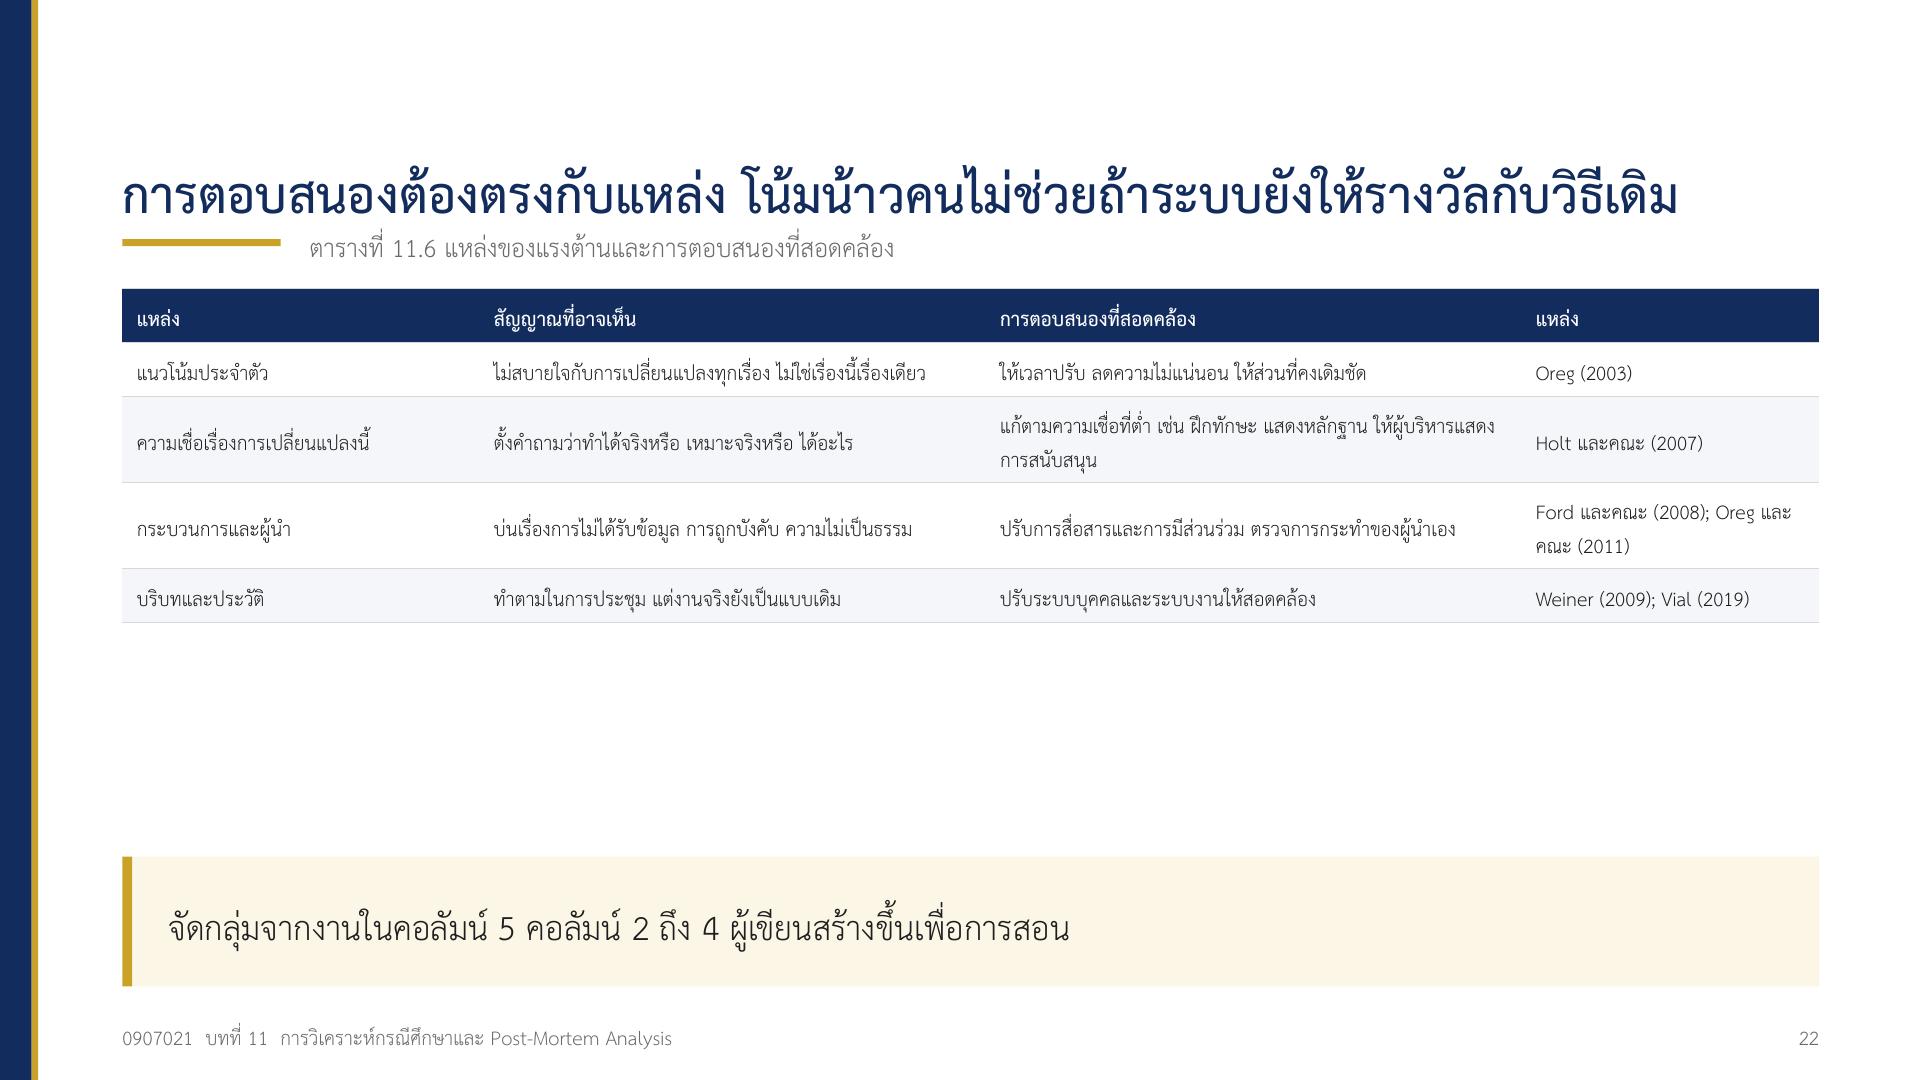 การตอบสนองต้องตรงกับแหล่ง โน้มน้าวคนไม่ช่วยถ้าระบบยังให้รางวัลกับวิธีเดิม
ตารางที่ 11.6 แหล่งของแรงต้านและการตอบสนองที่สอดคล้อง
แหล่ง สัญญาณที่อาจเห็น การตอบสนองที่สอดคล้อง แหล่ง
แนวโน้มประจำตัว ไม่สบายใจกับการเปลี่ยนแปลงทุกเรื่อง ไม่ใช่เรื่องนี้เรื่องเดียว ให้เวลาปรับ ลดความไม่แน่นอน ให้ส่วนที่คงเดิมชัด Oreg (2003)
ความเชื่อเรื่องการเปลี่ยนแปลงนี้ ตั้งคำถามว่าทำได้จริงหรือ เหมาะจริงหรือ ได้อะไร แก้ตามความเชื่อที่ต่ำ เช่น ฝึกทักษะ แสดงหลักฐาน ให้ผู้บริหารแสดง
การสนับสนุน Holt และคณะ (2007)
กระบวนการและผู้นำ บ่นเรื่องการไม่ได้รับข้อมูล การถูกบังคับ ความไม่เป็นธรรม ปรับการสื่อสารและการมีส่วนร่วม ตรวจการกระทำของผู้นำเอง Ford และคณะ (2008); Oreg และ
คณะ (2011)
บริบทและประวัติ ทำตามในการประชุม แต่งานจริงยังเป็นแบบเดิม ปรับระบบบุคคลและระบบงานให้สอดคล้อง Weiner (2009); Vial (2019)
จัดกลุ่มจากงานในคอลัมน์ 5 คอลัมน์ 2 ถึง 4 ผู้เขียนสร้างขึ้นเพื่อการสอน
0907021 บทที่ 11 การวิเคราะห์กรณีศึกษาและ Post-Mortem Analysis 22